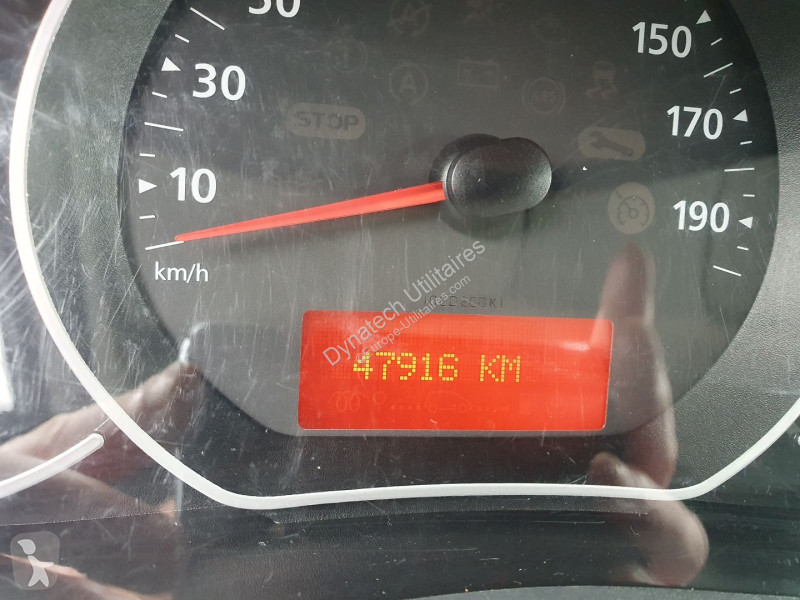 50
150
30
STOP
170
10
190
km/h
Dynatech Utilitaires
Europe-Utilitaires.com
47916 KM